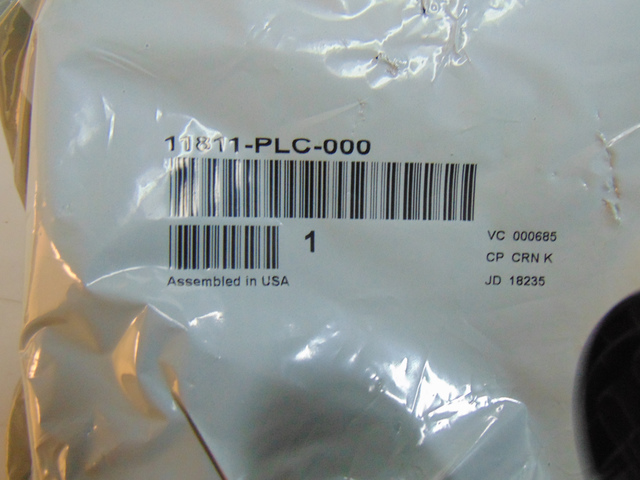 11811-PLC-000
1
Assembled in USA
VC 000685
CP CRN K
JD 18235